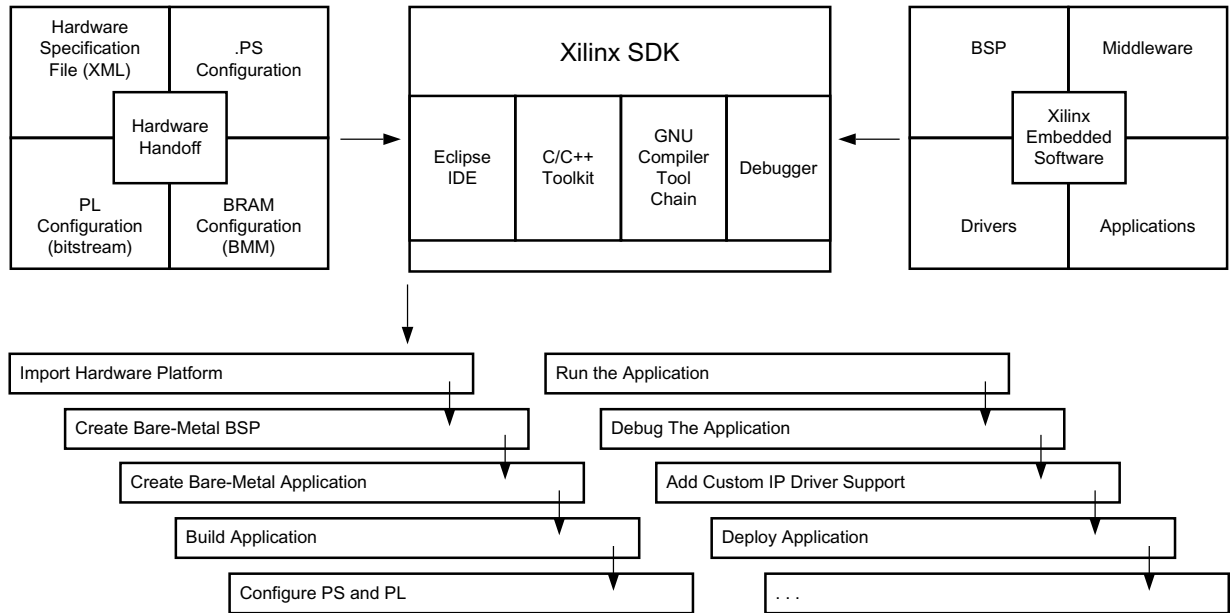 Hardware
Specification
File (XML)
.PS
Configuration
Hardware
Handoff
PL
Configuration
(bitstream)
BRAM
Configuration
(BMM)
Xilinx SDK
Eclipse
IDE
C/C++
Toolkit
GNU
Compiler
Tool
Chain
Debugger
BSP
Middleware
Xilinx
Embedded
Software
Drivers
Applications
Import Hardware Platform
Create Bare-Metal BSP
Create Bare-Metal Application
Build Application
Configure PS and PL
Run the Application
Debug The Application
Add Custom IP Driver Support
Deploy Application
. . .